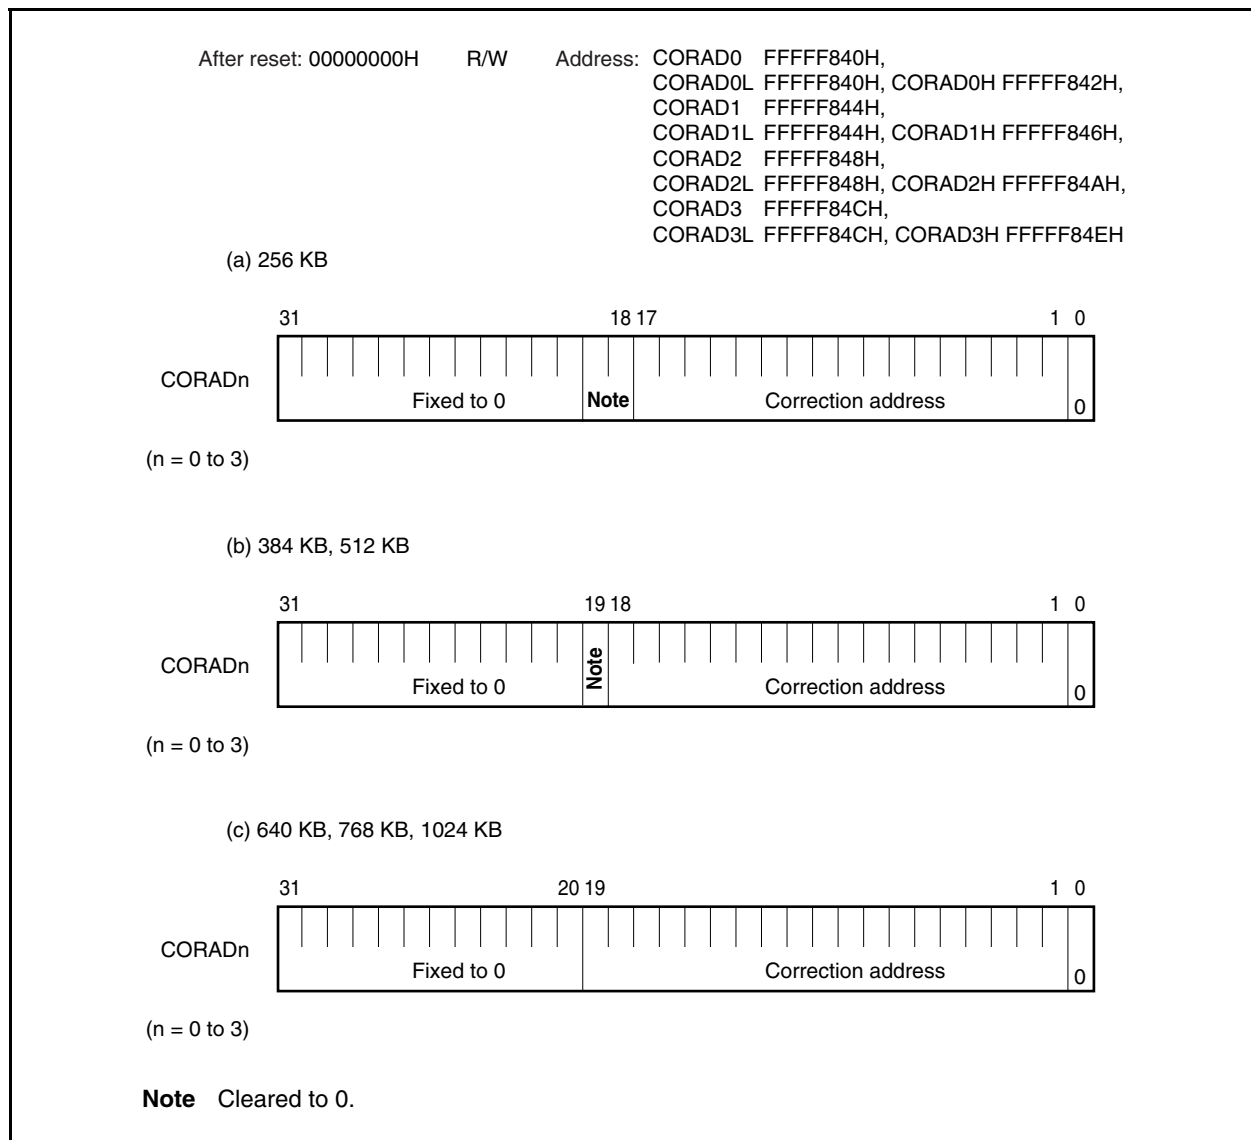 After reset: 00000000H R/W Address: CORAD0 FFFFF840H,
CORAD0L FFFFF840H, CORAD0H FFFFF842H,
CORAD1 FFFFF844H,
CORAD1L FFFFF844H, CORAD1H FFFFF846H,
CORAD2 FFFFF848H,
CORAD2L FFFFF848H, CORAD2H FFFFF84AH,
CORAD3 FFFFF84CH,
CORAD3L FFFFF84CH, CORAD3H FFFFF84EH
(a) 256 KB
31 18 17 1 0
CORADn
Fixed to 0 Note Correction address 0
(n = 0 to 3)
(b) 384 KB, 512 KB
31 19 18 1 0
CORADn
Fixed to 0 Note Correction address 0
(n = 0 to 3)
(c) 640 KB, 768 KB, 1024 KB
31 20 19 1 0
CORADn
Fixed to 0 Correction address 0
(n = 0 to 3)
Note Cleared to 0.